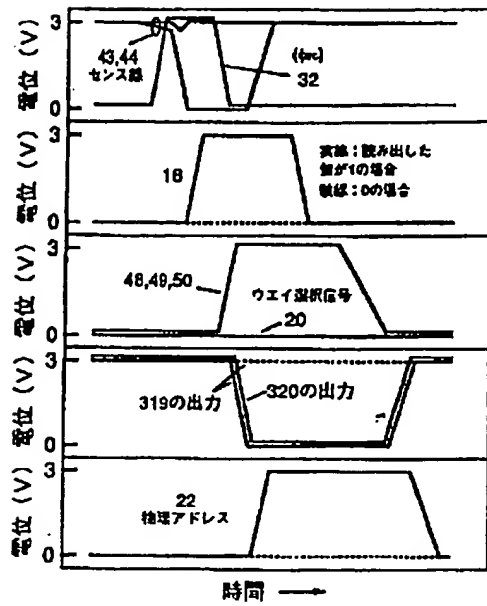 電位 (V)
3
0
43,44
センス線
32
電位 (V)
3
0
18
実線：読み出した
値が1の場合
破線：0の場合
電位 (V)
3
0
48,49,50
ウエイ選択信号
20
電位 (V)
3
0
319の出力
320の出力
電位 (V)
3
0
22
物理アドレス
時間